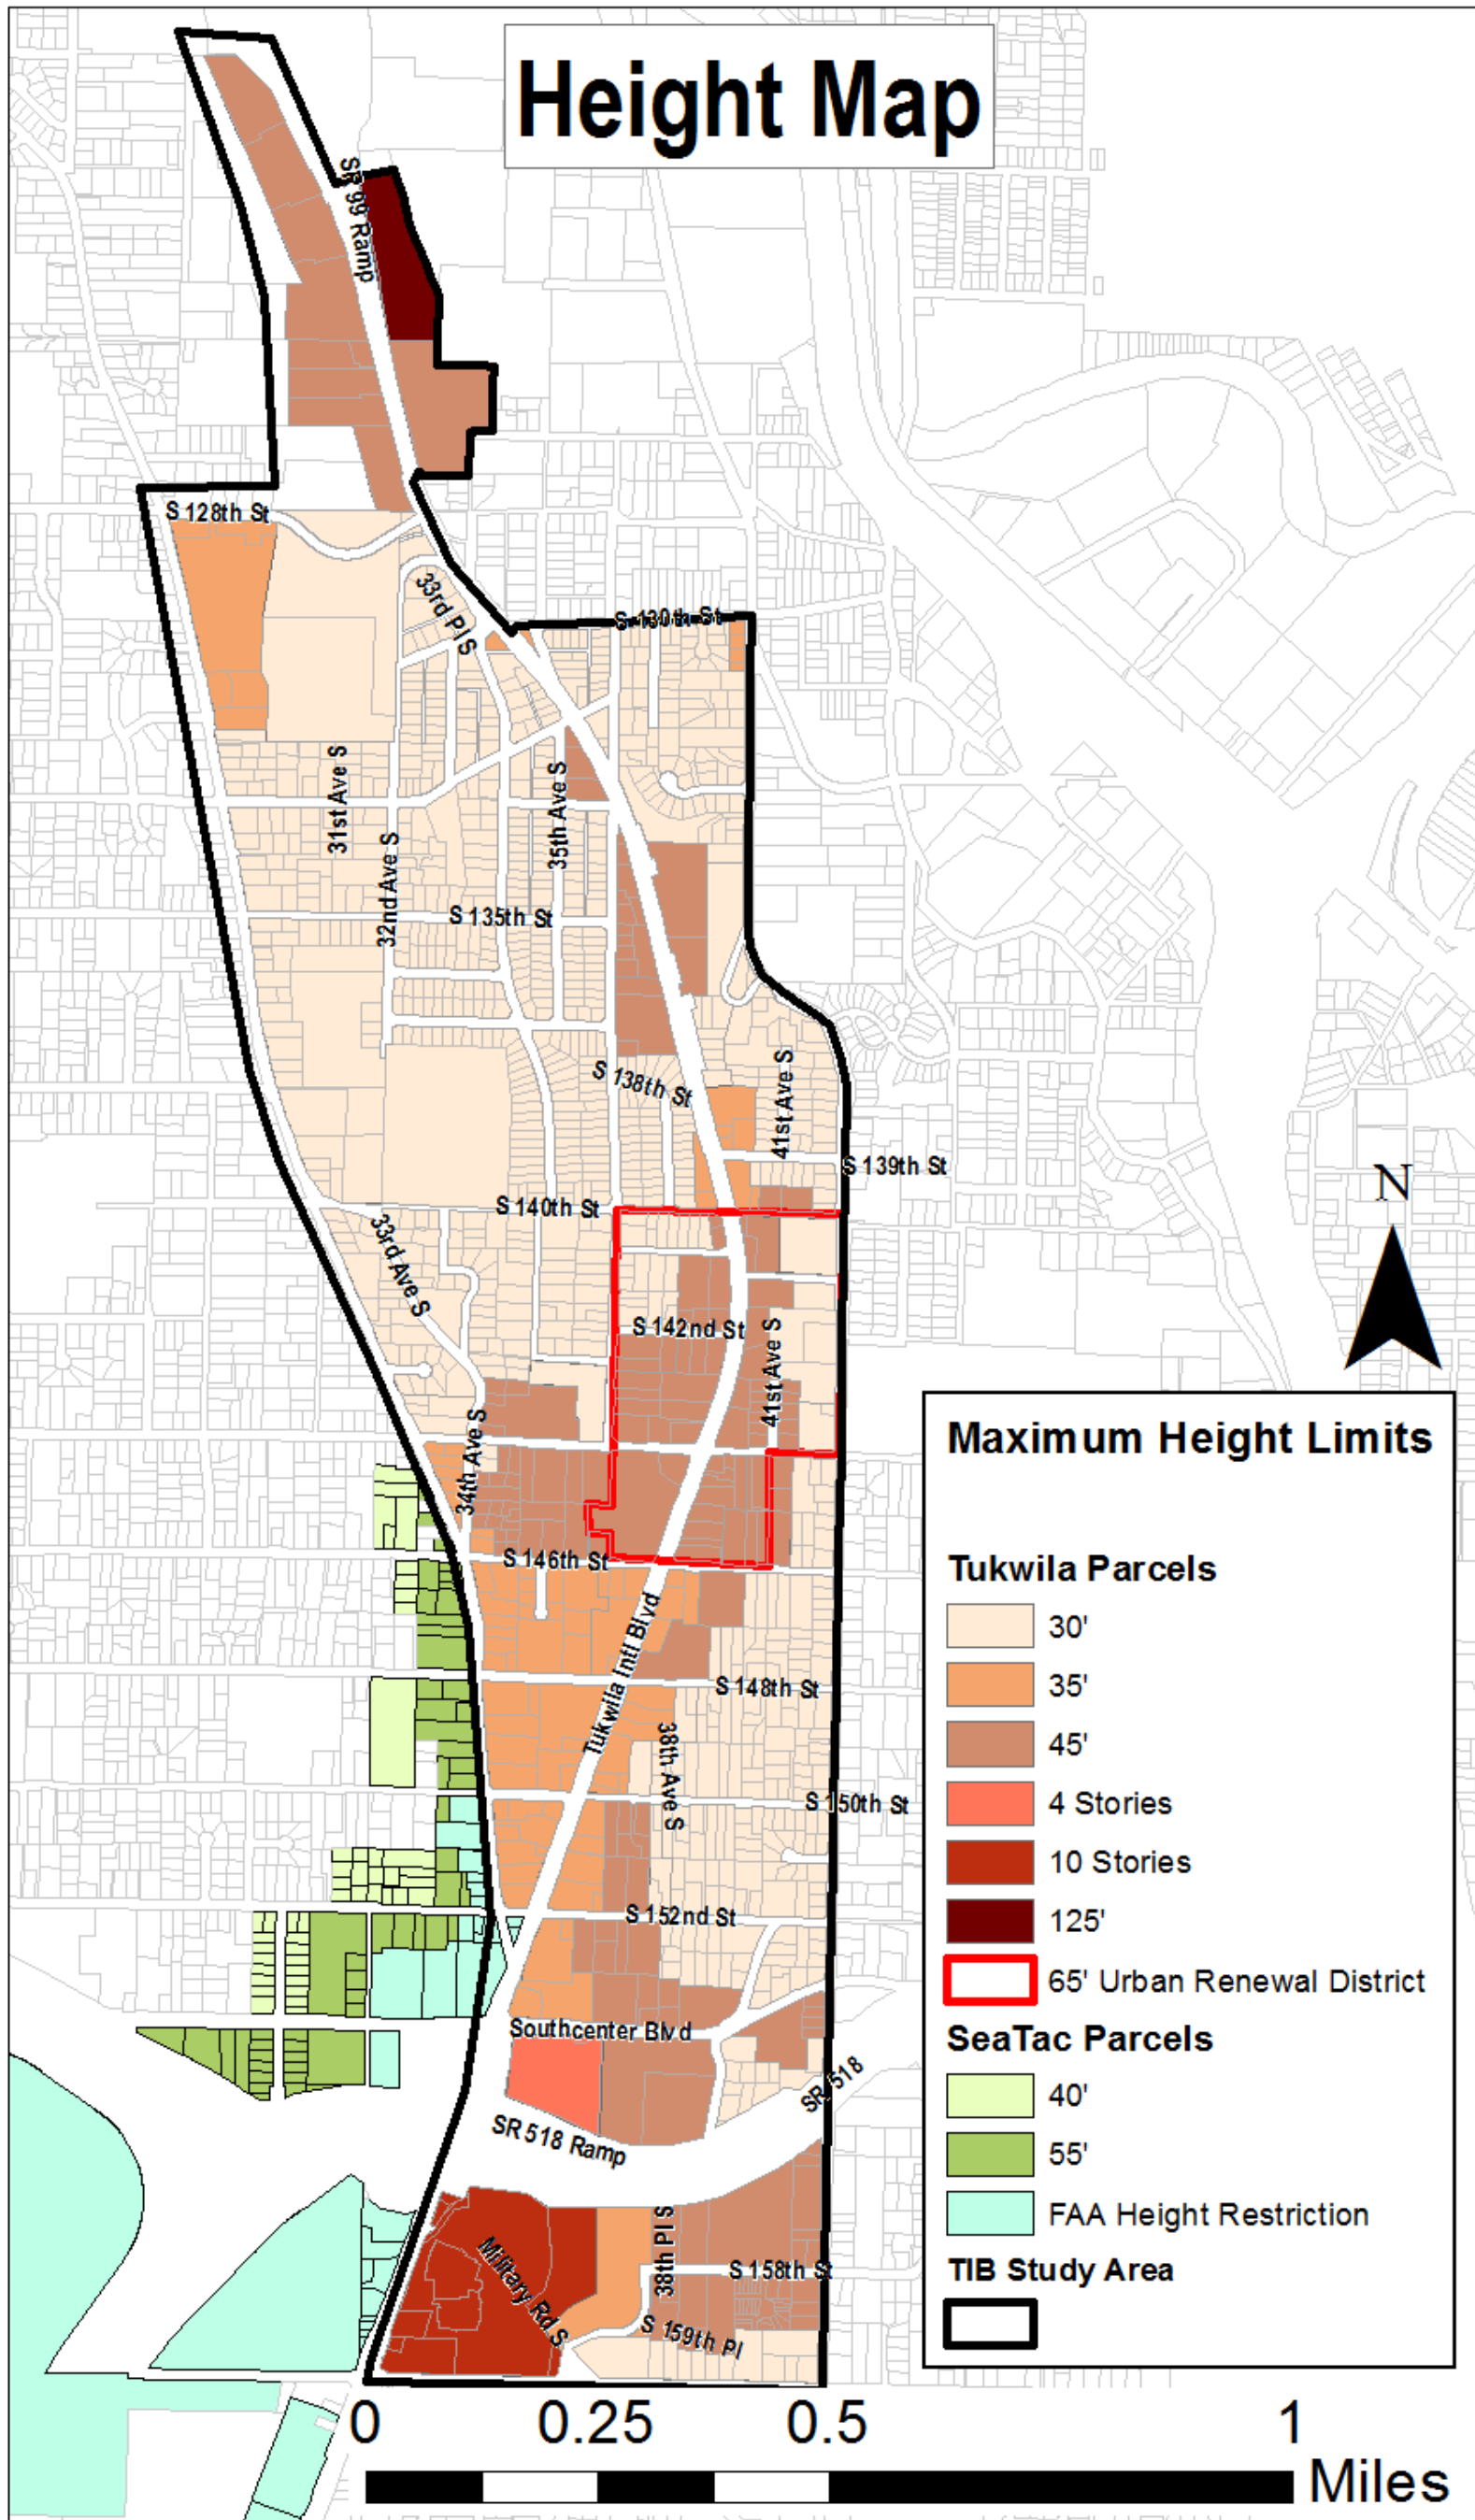 Height Map
SR 99 Ramp
S 128th St
33rd Pl S
S 130th St
31st Ave S
35th Ave S
32nd Ave S
S 135th St
S 138th St
41st Ave S
S 139th St
S 140th St
33rd Ave S
S 142nd St
41st Ave S
34th Ave S
S 146th St
Tukwila Intl Blvd
S 148th St
38th Ave S
S 150th St
S 152nd St
Southcenter Blvd
SR 518
SR 518 Ramp
38th Pl S
Military Rd S
S 158th St
S 159th Pl
N
Maximum Height Limits
Tukwila Parcels
30'
35'
45'
4 Stories
10 Stories
125'
65' Urban Renewal District
SeaTac Parcels
40'
55'
FAA Height Restriction
TIB Study Area
0 0.25 0.5 1
Miles